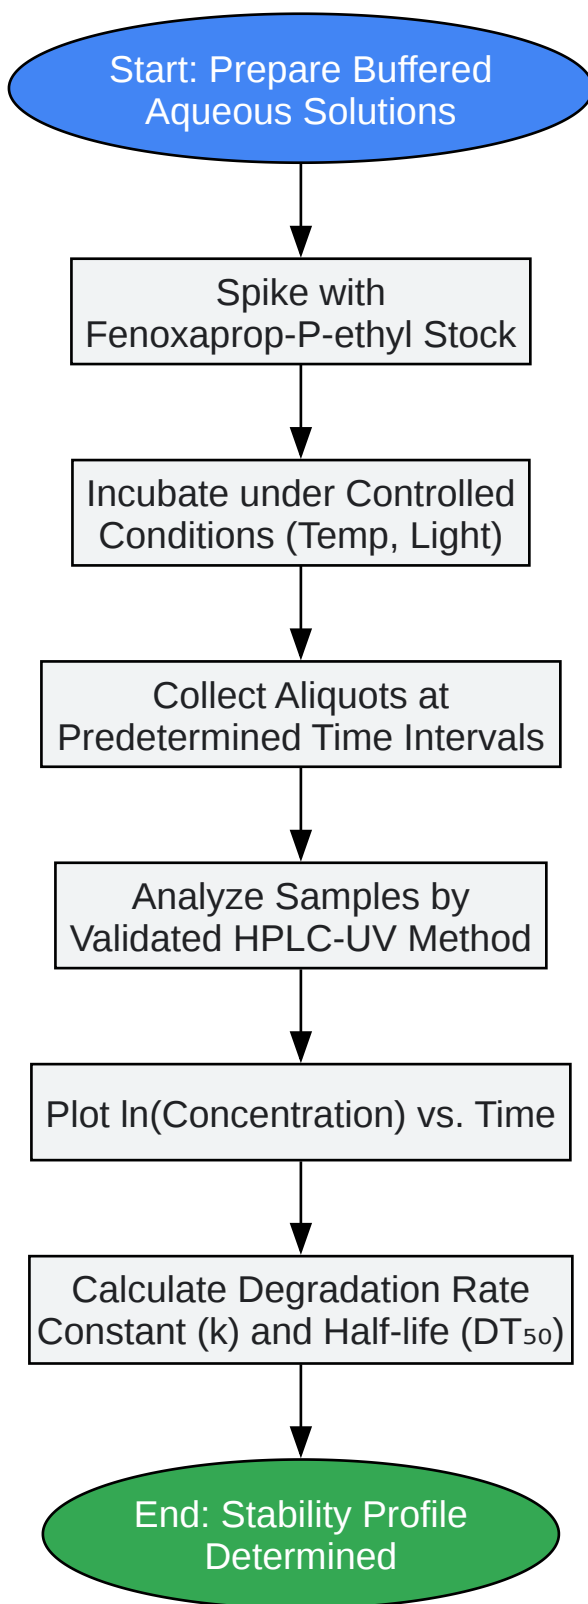 Start: Prepare Buffered
Aqueous Solutions
Spike with
Fenoxaprop-P-ethyl Stock
Incubate under Controlled
Conditions (Temp, Light)
Collect Aliquots at
Predetermined Time Intervals
Analyze Samples by
Validated HPLC-UV Method
Plot ln(Concentration) vs. Time
Calculate Degradation Rate
Constant (k) and Half-life (DT₅₀)
End: Stability Profile
Determined